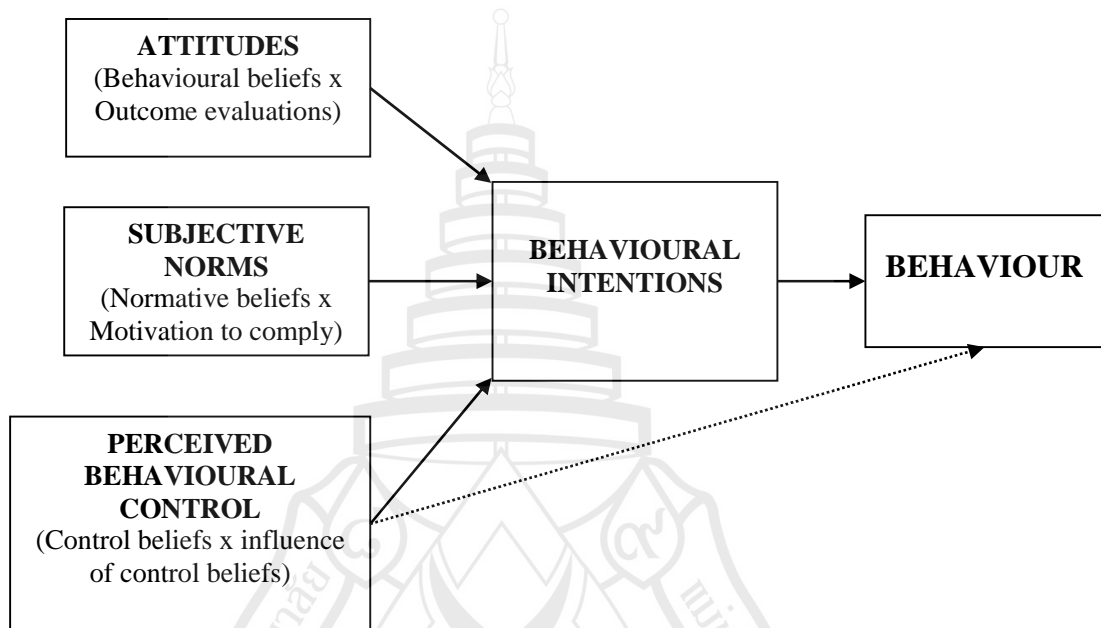 ATTITUDES
(Behavioural beliefs x
Outcome evaluations)
SUBJECTIVE
NORMS
(Normative beliefs x
Motivation to comply)
PERCEIVED
BEHAVIOURAL
CONTROL
(Control beliefs x influence
of control beliefs)
BEHAVIOURAL
INTENTIONS
BEHAVIOUR